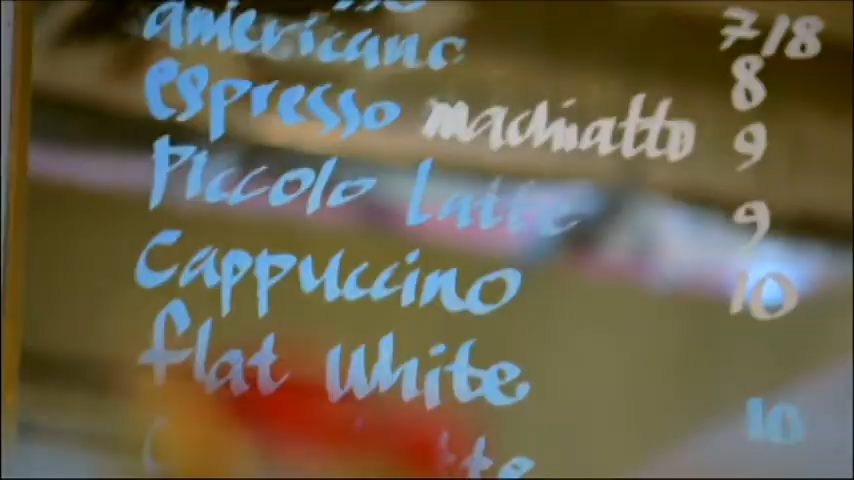 7/8
americano 8
espresso machiatto 9
Piccolo Latte 9
Cappuccino 10
flat White 10